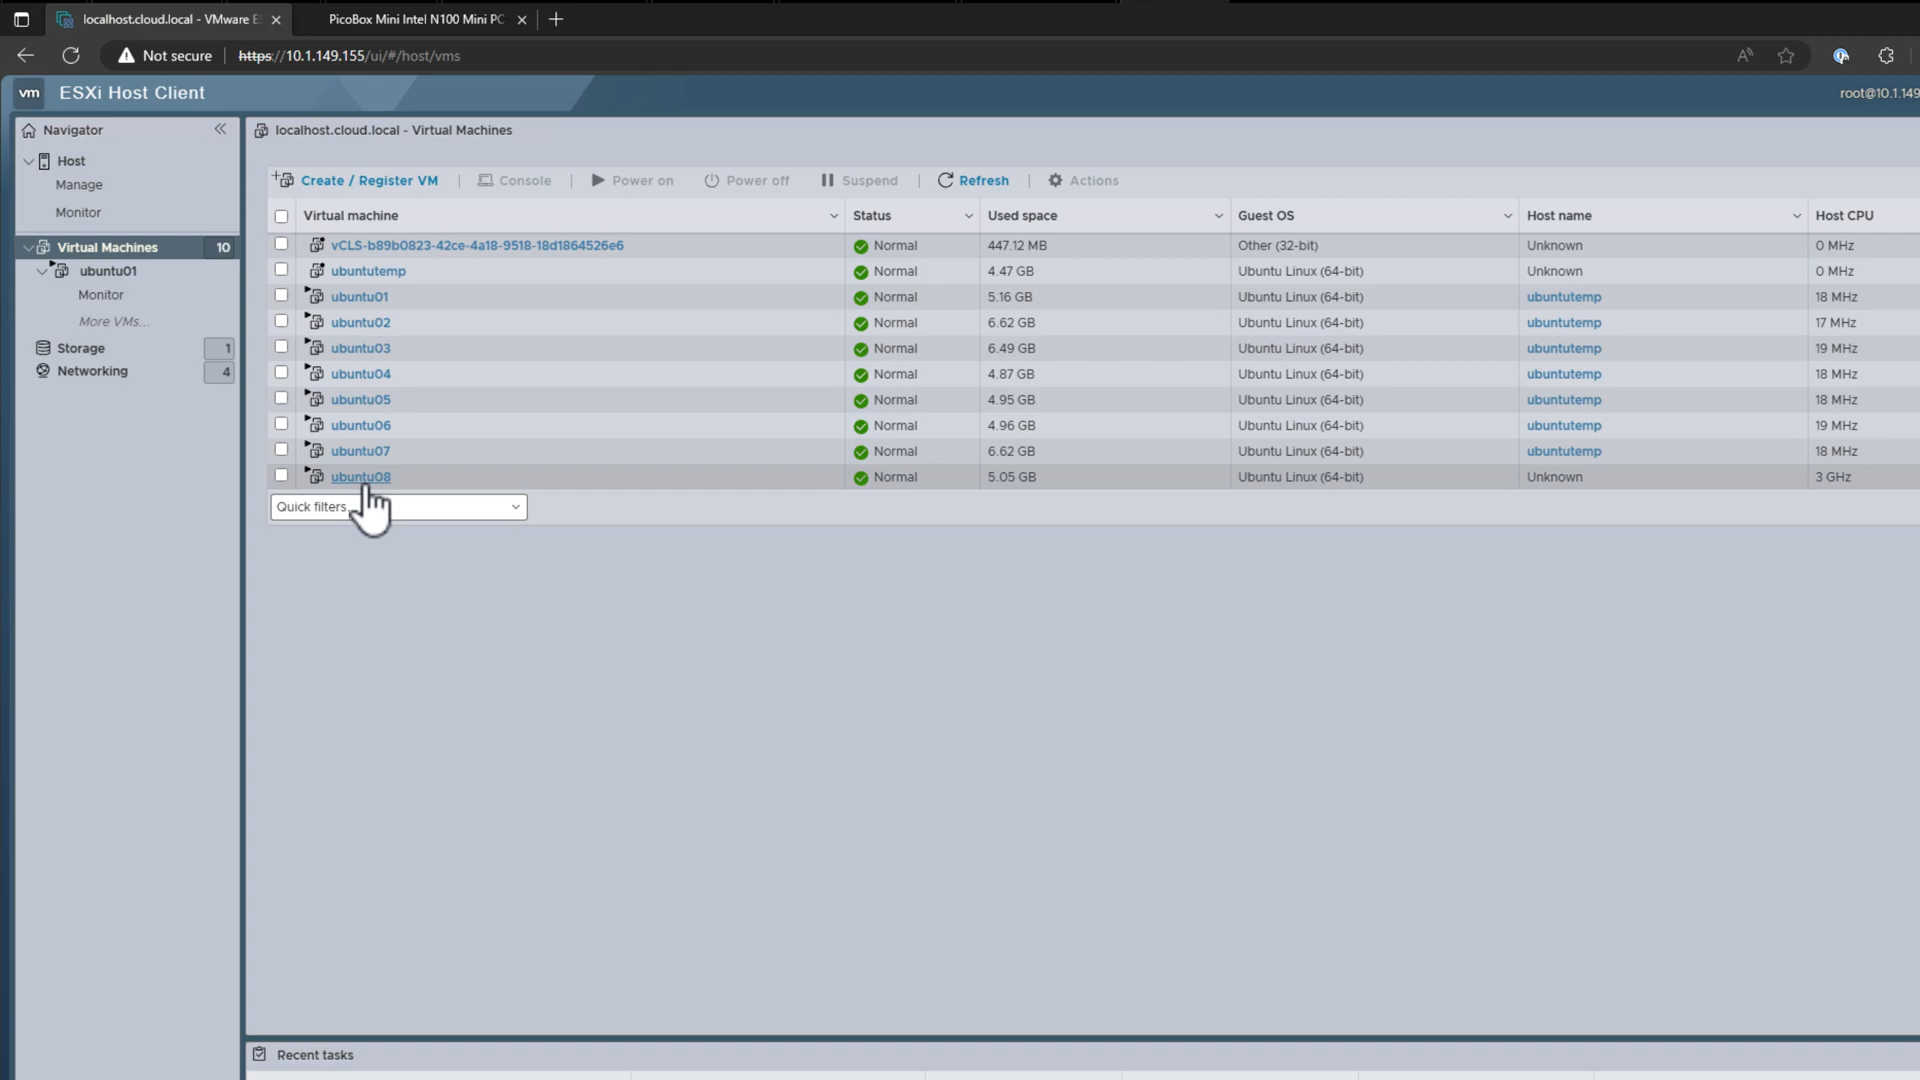 localhost.cloud.local - VMware ES
PicoBox Mini Intel N100 Mini PC
Not secure
https://10.1.149.155/ui/#/host/vms
vm ESXi Host Client
root@10.1.149
Navigator
Host
Manage
Monitor
Virtual Machines 10
ubuntu01
Monitor
More VMs...
Storage 1
Networking 4
localhost.cloud.local - Virtual Machines
Create / Register VM | Console | Power on Power off Suspend | Refresh | Actions
Virtual machine Status Used space Guest OS Host name Host CPU
vCLS-b89b0823-42ce-4a18-9518-18d1864526e6 Normal 447.12 MB Other (32-bit) Unknown 0 MHz
ubuntutemp Normal 4.47 GB Ubuntu Linux (64-bit) Unknown 0 MHz
ubuntu01 Normal 5.16 GB Ubuntu Linux (64-bit) ubuntutemp 18 MHz
ubuntu02 Normal 6.62 GB Ubuntu Linux (64-bit) ubuntutemp 17 MHz
ubuntu03 Normal 6.49 GB Ubuntu Linux (64-bit) ubuntutemp 19 MHz
ubuntu04 Normal 4.87 GB Ubuntu Linux (64-bit) ubuntutemp 18 MHz
ubuntu05 Normal 4.95 GB Ubuntu Linux (64-bit) ubuntutemp 18 MHz
ubuntu06 Normal 4.96 GB Ubuntu Linux (64-bit) ubuntutemp 19 MHz
ubuntu07 Normal 6.62 GB Ubuntu Linux (64-bit) ubuntutemp 18 MHz
ubuntu08 Normal 5.05 GB Ubuntu Linux (64-bit) Unknown 3 GHz
Quick filters
Recent tasks